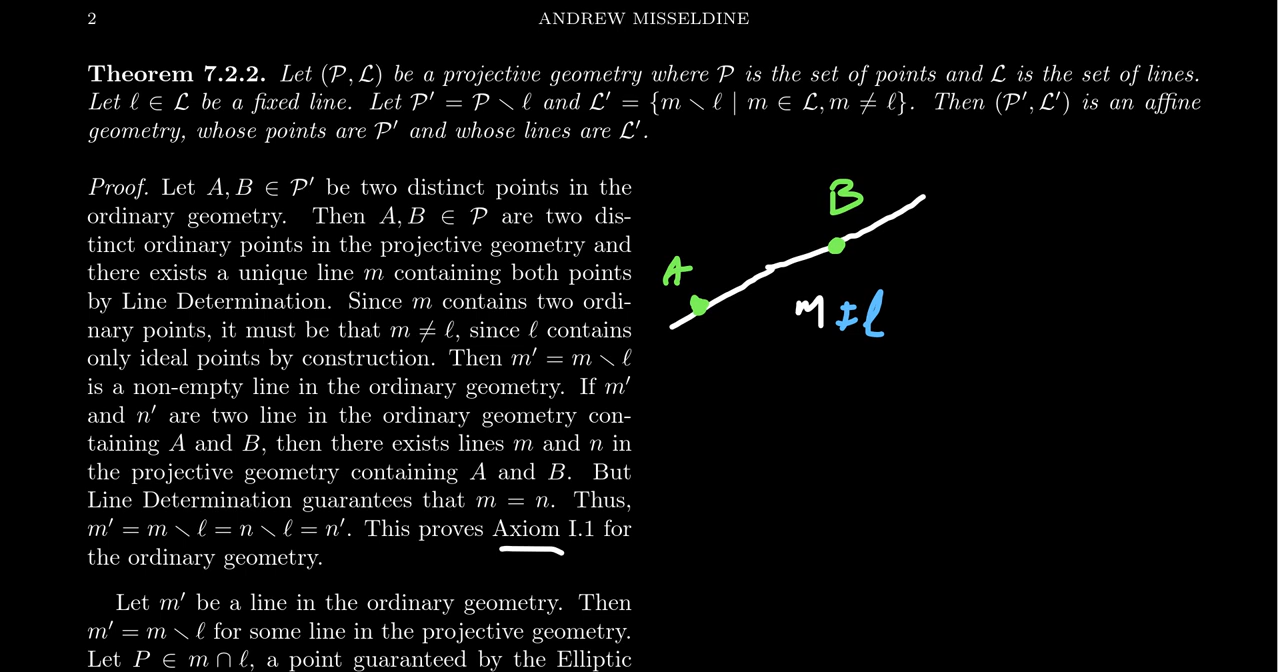 2
ANDREW MISSELDINE
Theorem 7.2.2. Let (𝒫, ℒ) be a projective geometry where 𝒫 is the set of points and ℒ is the set of lines.
Let ℓ ∈ ℒ be a fixed line. Let 𝒫′ = 𝒫 ∖ ℓ and ℒ′ = {m ∖ ℓ | m ∈ ℒ, m ≠ ℓ}. Then (𝒫′, ℒ′) is an affine
geometry, whose points are 𝒫′ and whose lines are ℒ′.
Proof. Let A, B ∈ 𝒫′ be two distinct points in the
ordinary geometry. Then A, B ∈ 𝒫 are two dis-
tinct ordinary points in the projective geometry and
there exists a unique line m containing both points
by Line Determination. Since m contains two ordi-
nary points, it must be that m ≠ ℓ, since ℓ contains
only ideal points by construction. Then m′ = m ∖ ℓ
is a non-empty line in the ordinary geometry. If m′
and n′ are two line in the ordinary geometry con-
taining A and B, then there exists lines m and n in
the projective geometry containing A and B. But
Line Determination guarantees that m = n. Thus,
m′ = m ∖ ℓ = n ∖ ℓ = n′. This proves Axiom I.1 for
the ordinary geometry.
Let m′ be a line in the ordinary geometry. Then
m′ = m ∖ ℓ for some line in the projective geometry.
Let P ∈ m ∩ ℓ, a point guaranteed by the Elliptic
B
A
m ≠ ℓ